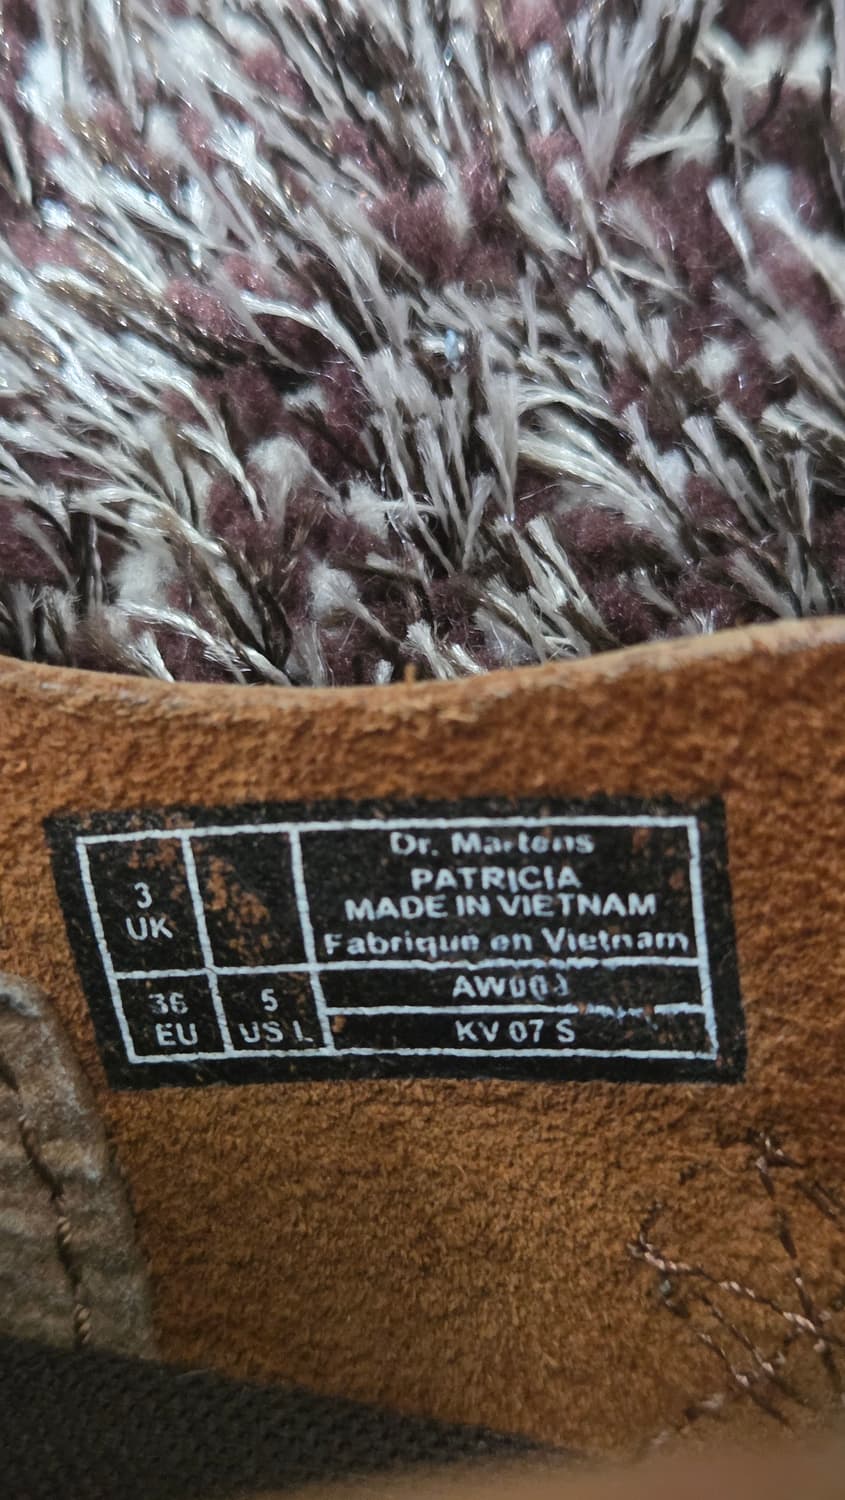 3
UK
Dr. Martens
PATRICIA
MADE IN VIETNAM
Fabrique en Vietnam
36
EU
5
US L
KV 07 S